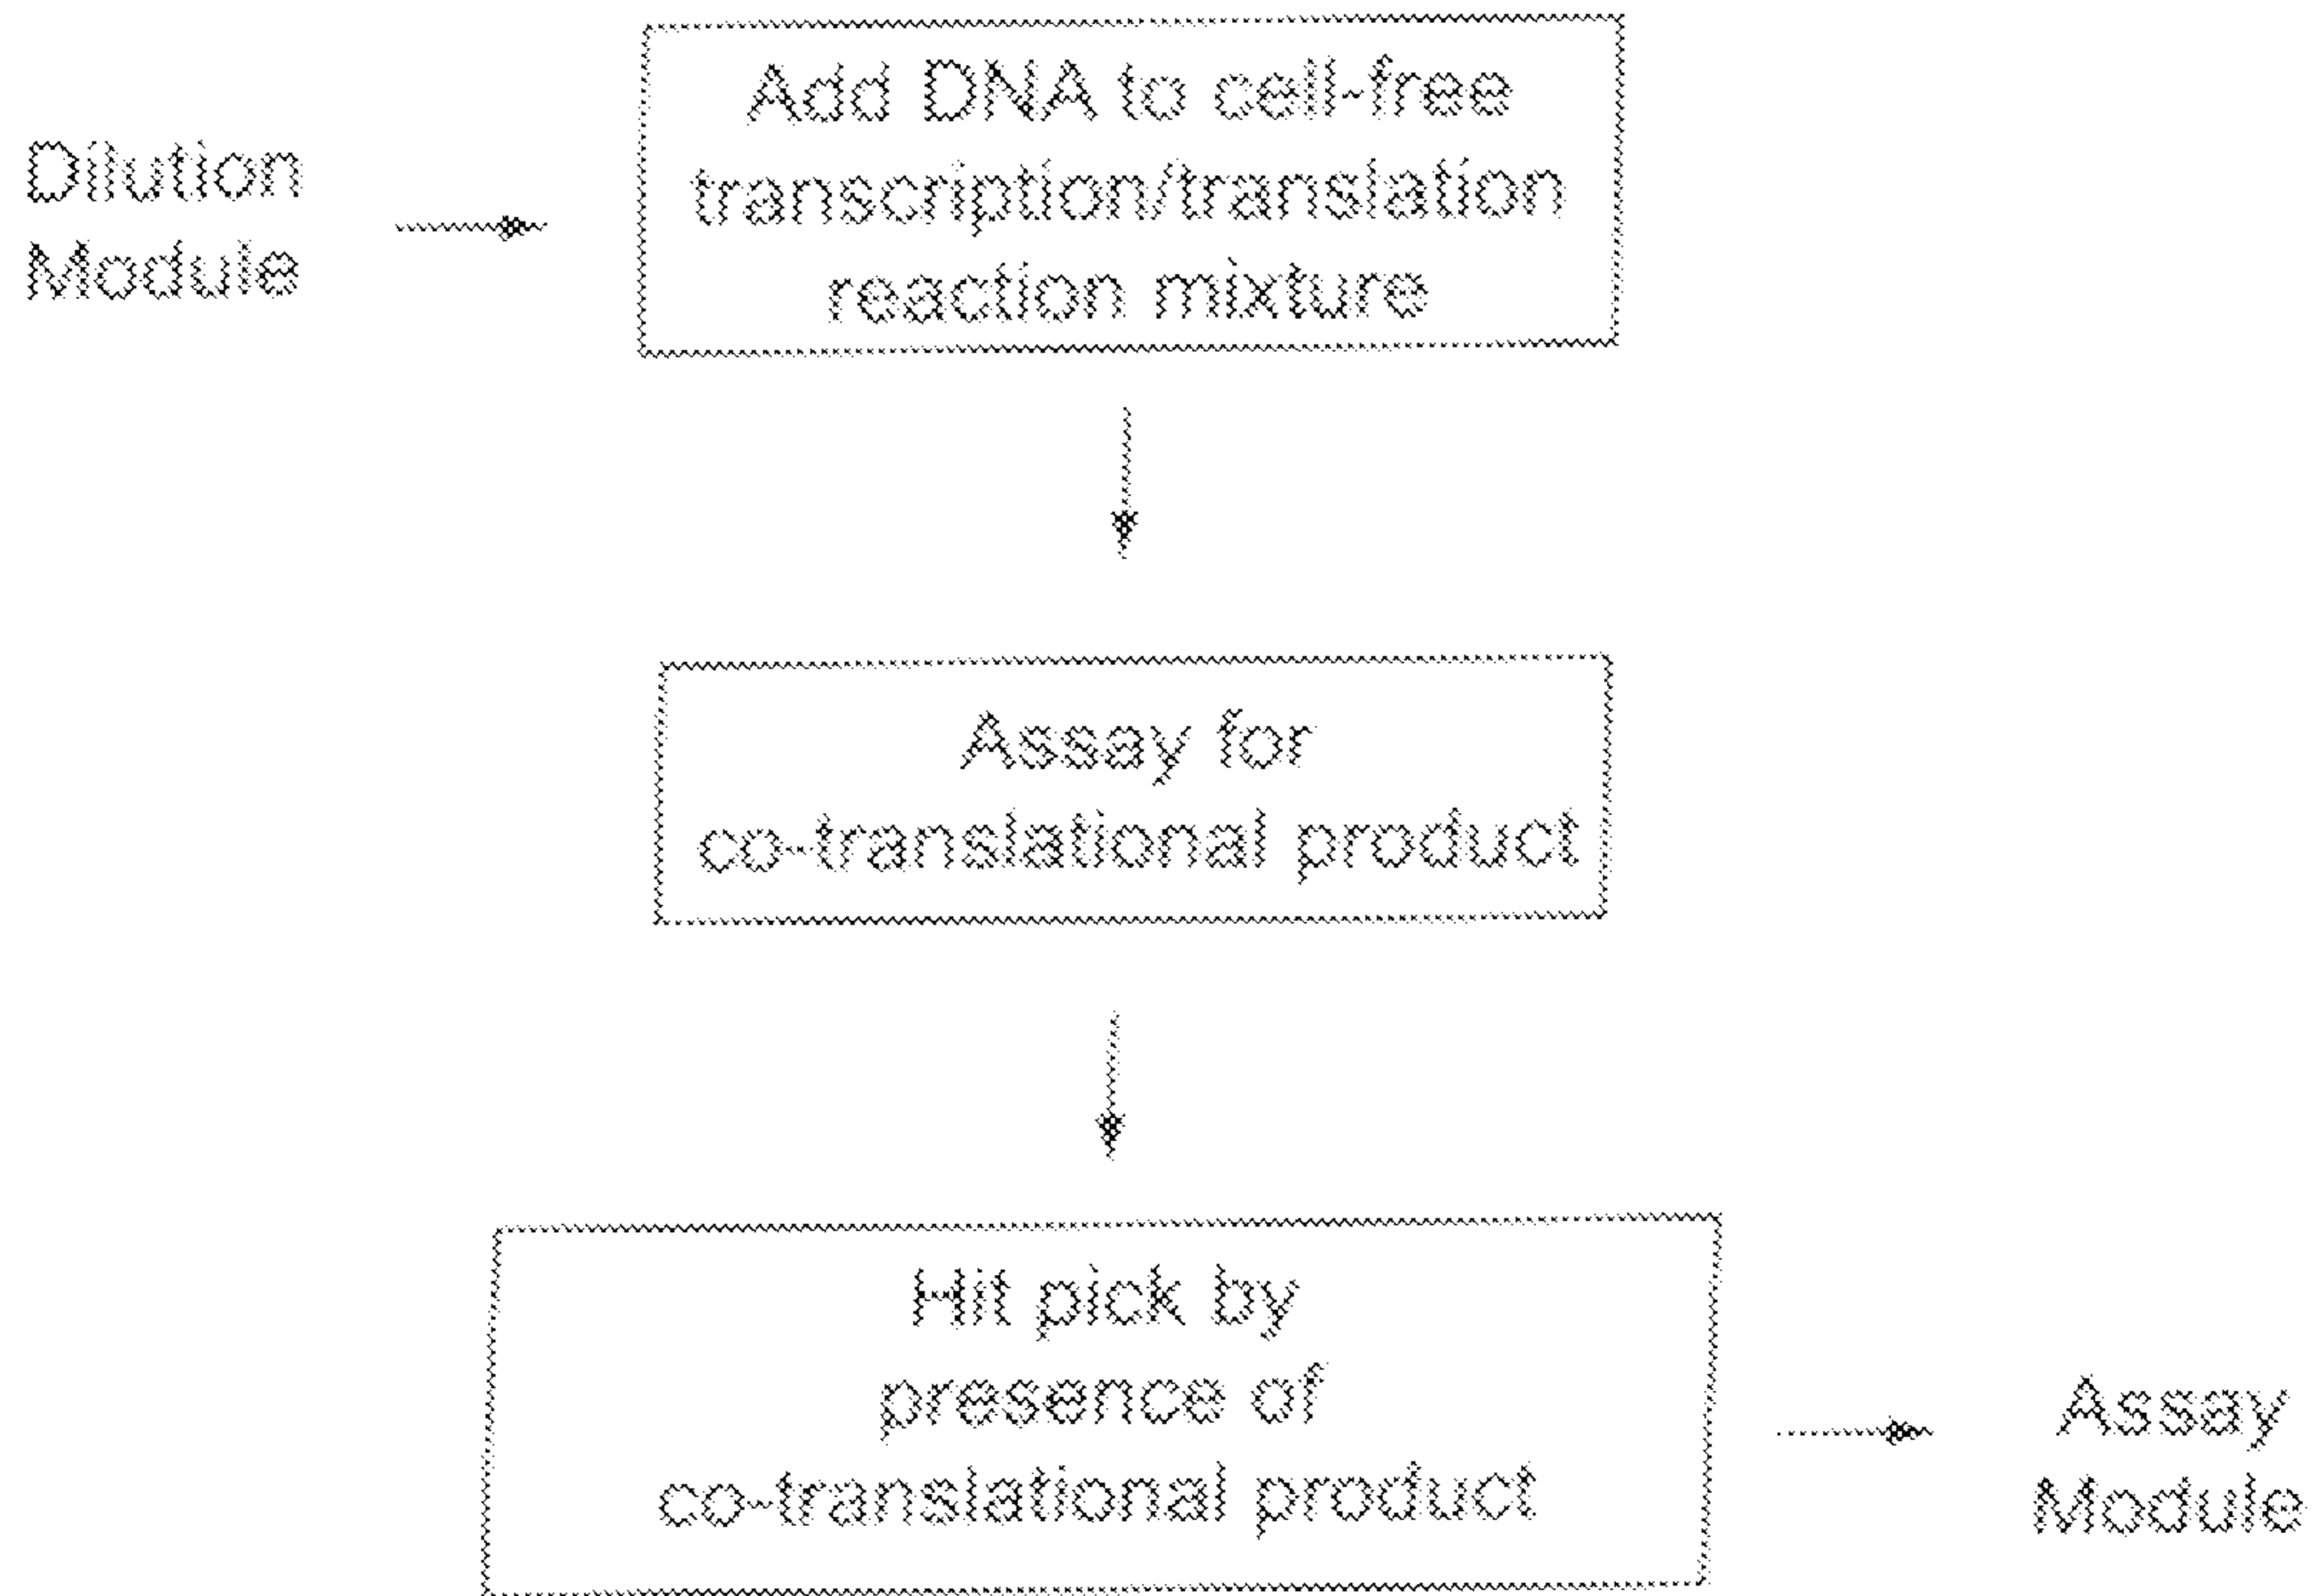 Dilution
Module
Add DNA to cell-free
transcription/translation
reaction mixture
Assay for
co-translational product
Hit pick by
presence of
co-translational product
Assay
Module